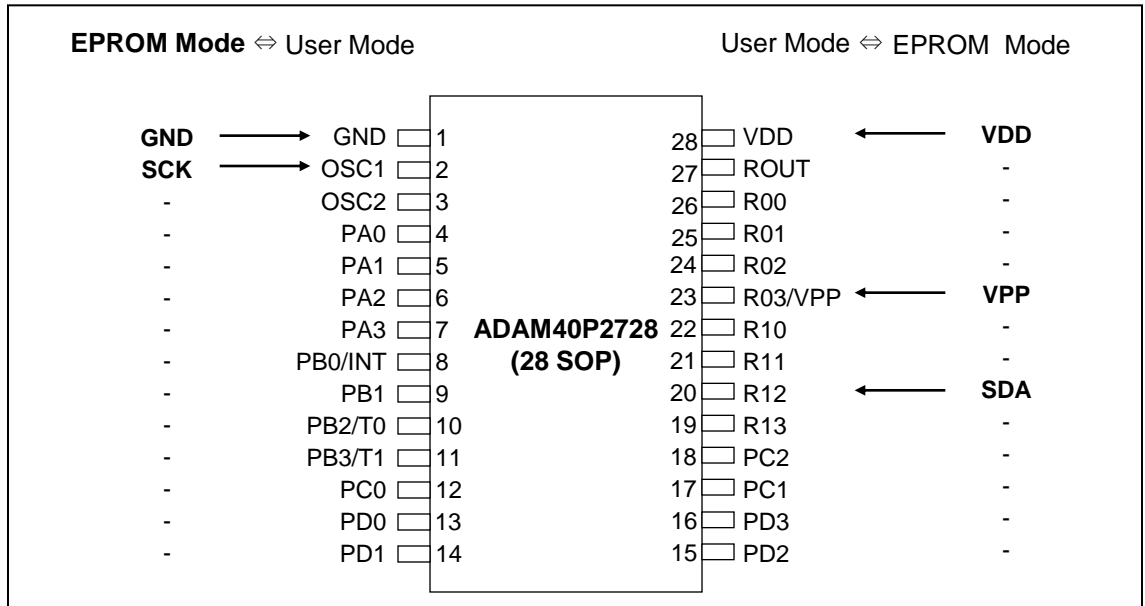 EPROM Mode ⇔ User Mode User Mode ⇔ EPROM Mode
GND GND 1 28 VDD VDD
SCK OSC1 2 27 ROUT -
- OSC2 3 26 R00 -
- PA0 4 25 R01 -
- PA1 5 24 R02 -
- PA2 6 23 R03/VPP VPP
- PA3 7 ADAM40P2728 22 R10 -
- PB0/INT 8 (28 SOP) 21 R11 -
- PB1 9 20 R12 SDA
- PB2/T0 10 19 R13 -
- PB3/T1 11 18 PC2 -
- PC0 12 17 PC1 -
- PD0 13 16 PD3 -
- PD1 14 15 PD2 -